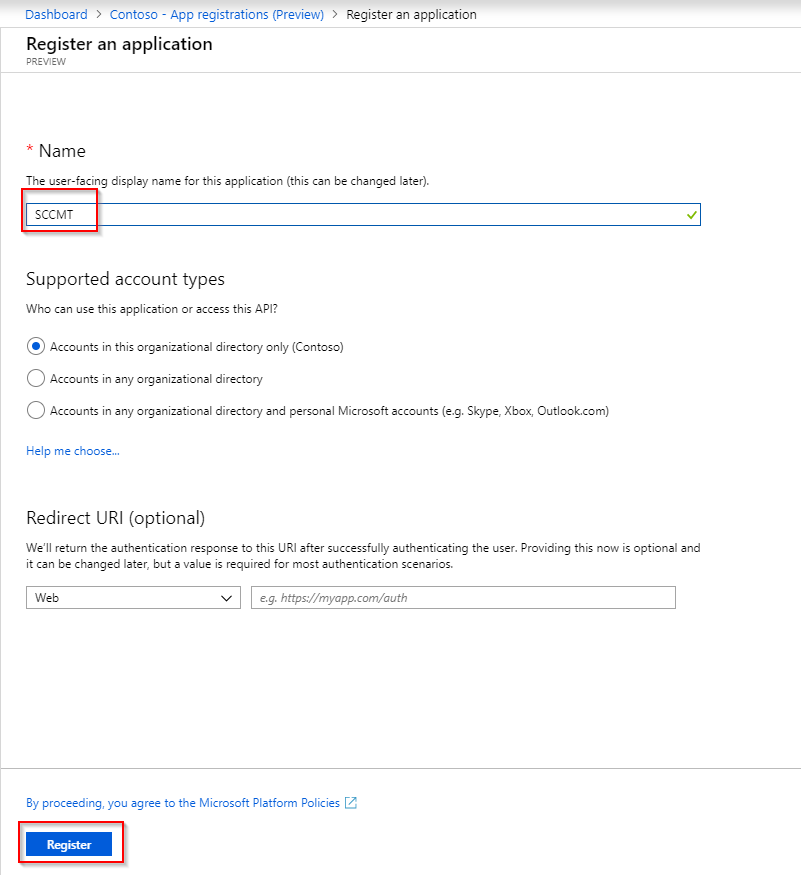 Dashboard > Contoso - App registrations (Preview) > Register an application
Register an application
PREVIEW
* Name
The user-facing display name for this application (this can be changed later).
SCCMT
Supported account types
Who can use this application or access this API?
Accounts in this organizational directory only (Contoso)
Accounts in any organizational directory
Accounts in any organizational directory and personal Microsoft accounts (e.g. Skype, Xbox, Outlook.com)
Help me choose...
Redirect URI (optional)
We'll return the authentication response to this URI after successfully authenticating the user. Providing this now is optional and
it can be changed later, but a value is required for most authentication scenarios.
Web e.g. https://myapp.com/auth
By proceeding, you agree to the Microsoft Platform Policies
Register